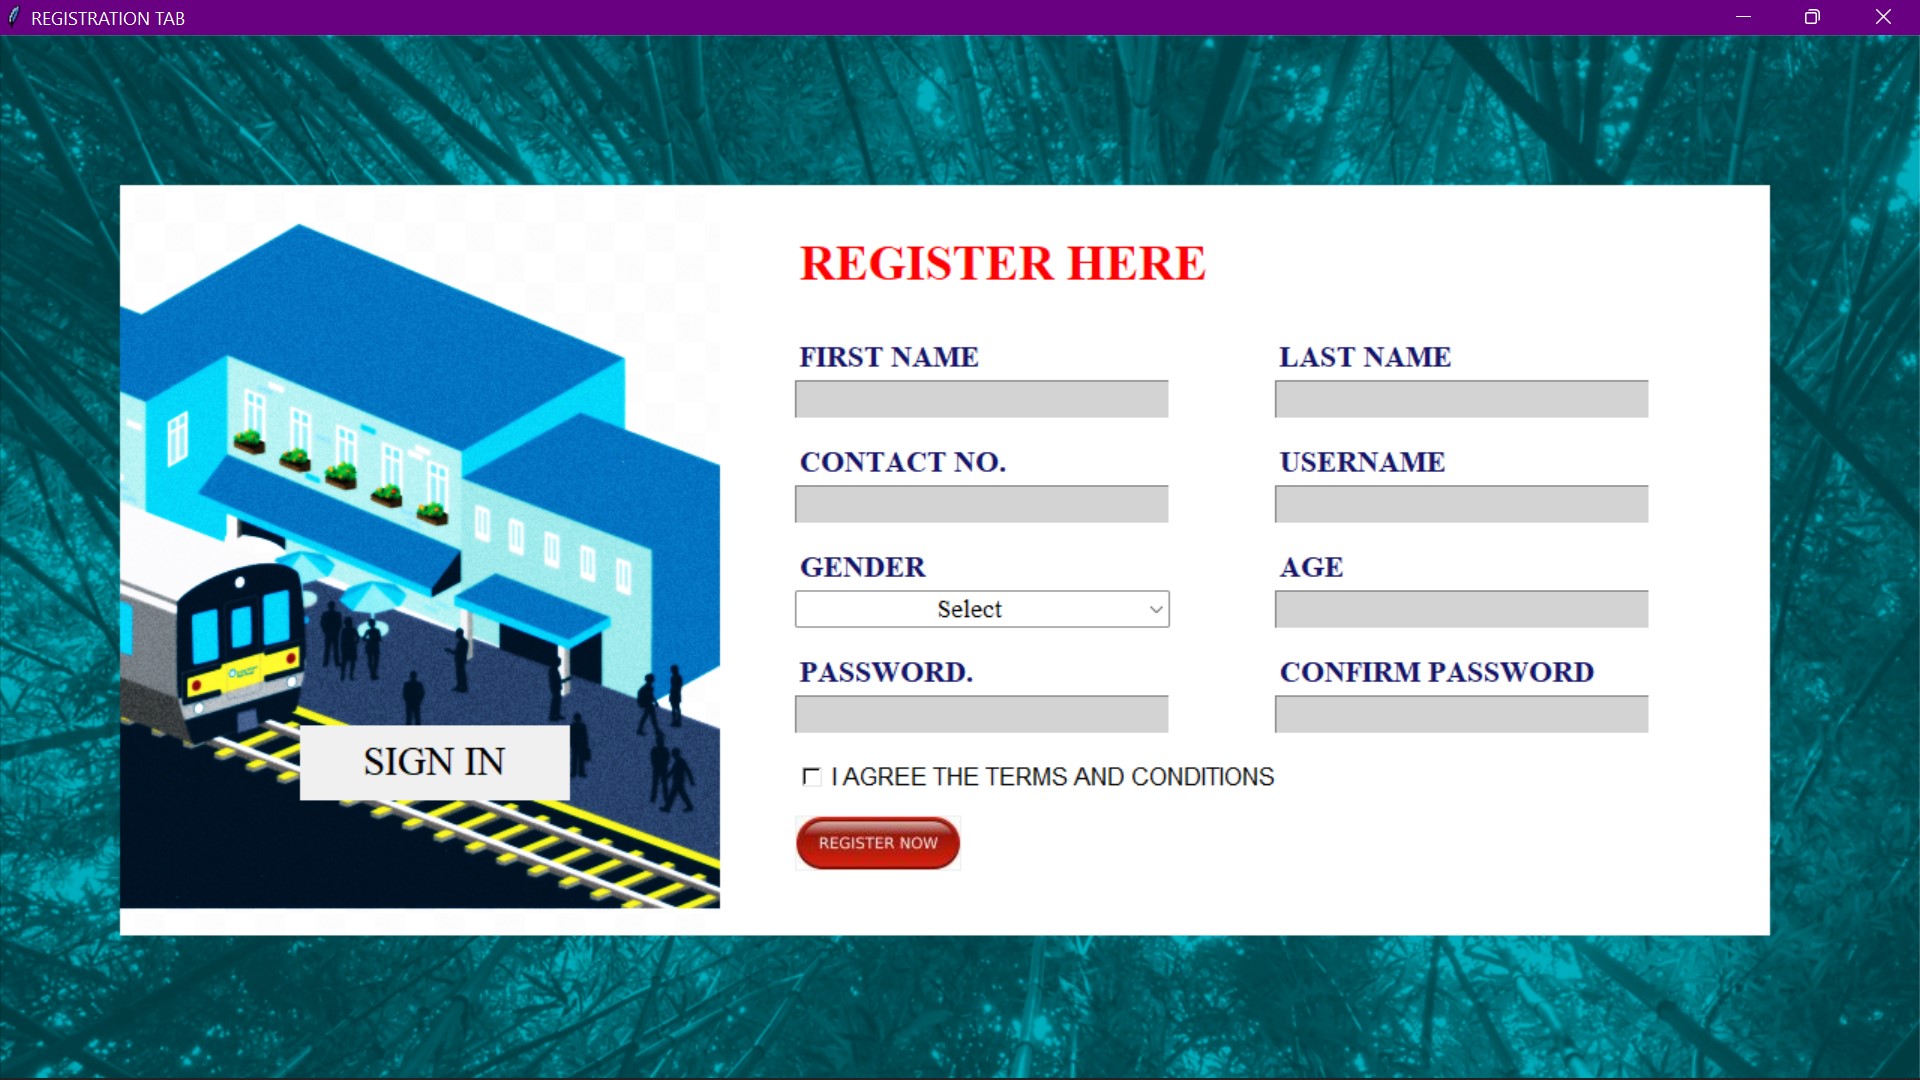 REGISTRATION TAB
REGISTER HERE
FIRST NAME
LAST NAME
CONTACT NO.
USERNAME
GENDER
AGE
Select
PASSWORD.
CONFIRM PASSWORD
SIGN IN
I AGREE THE TERMS AND CONDITIONS
REGISTER NOW